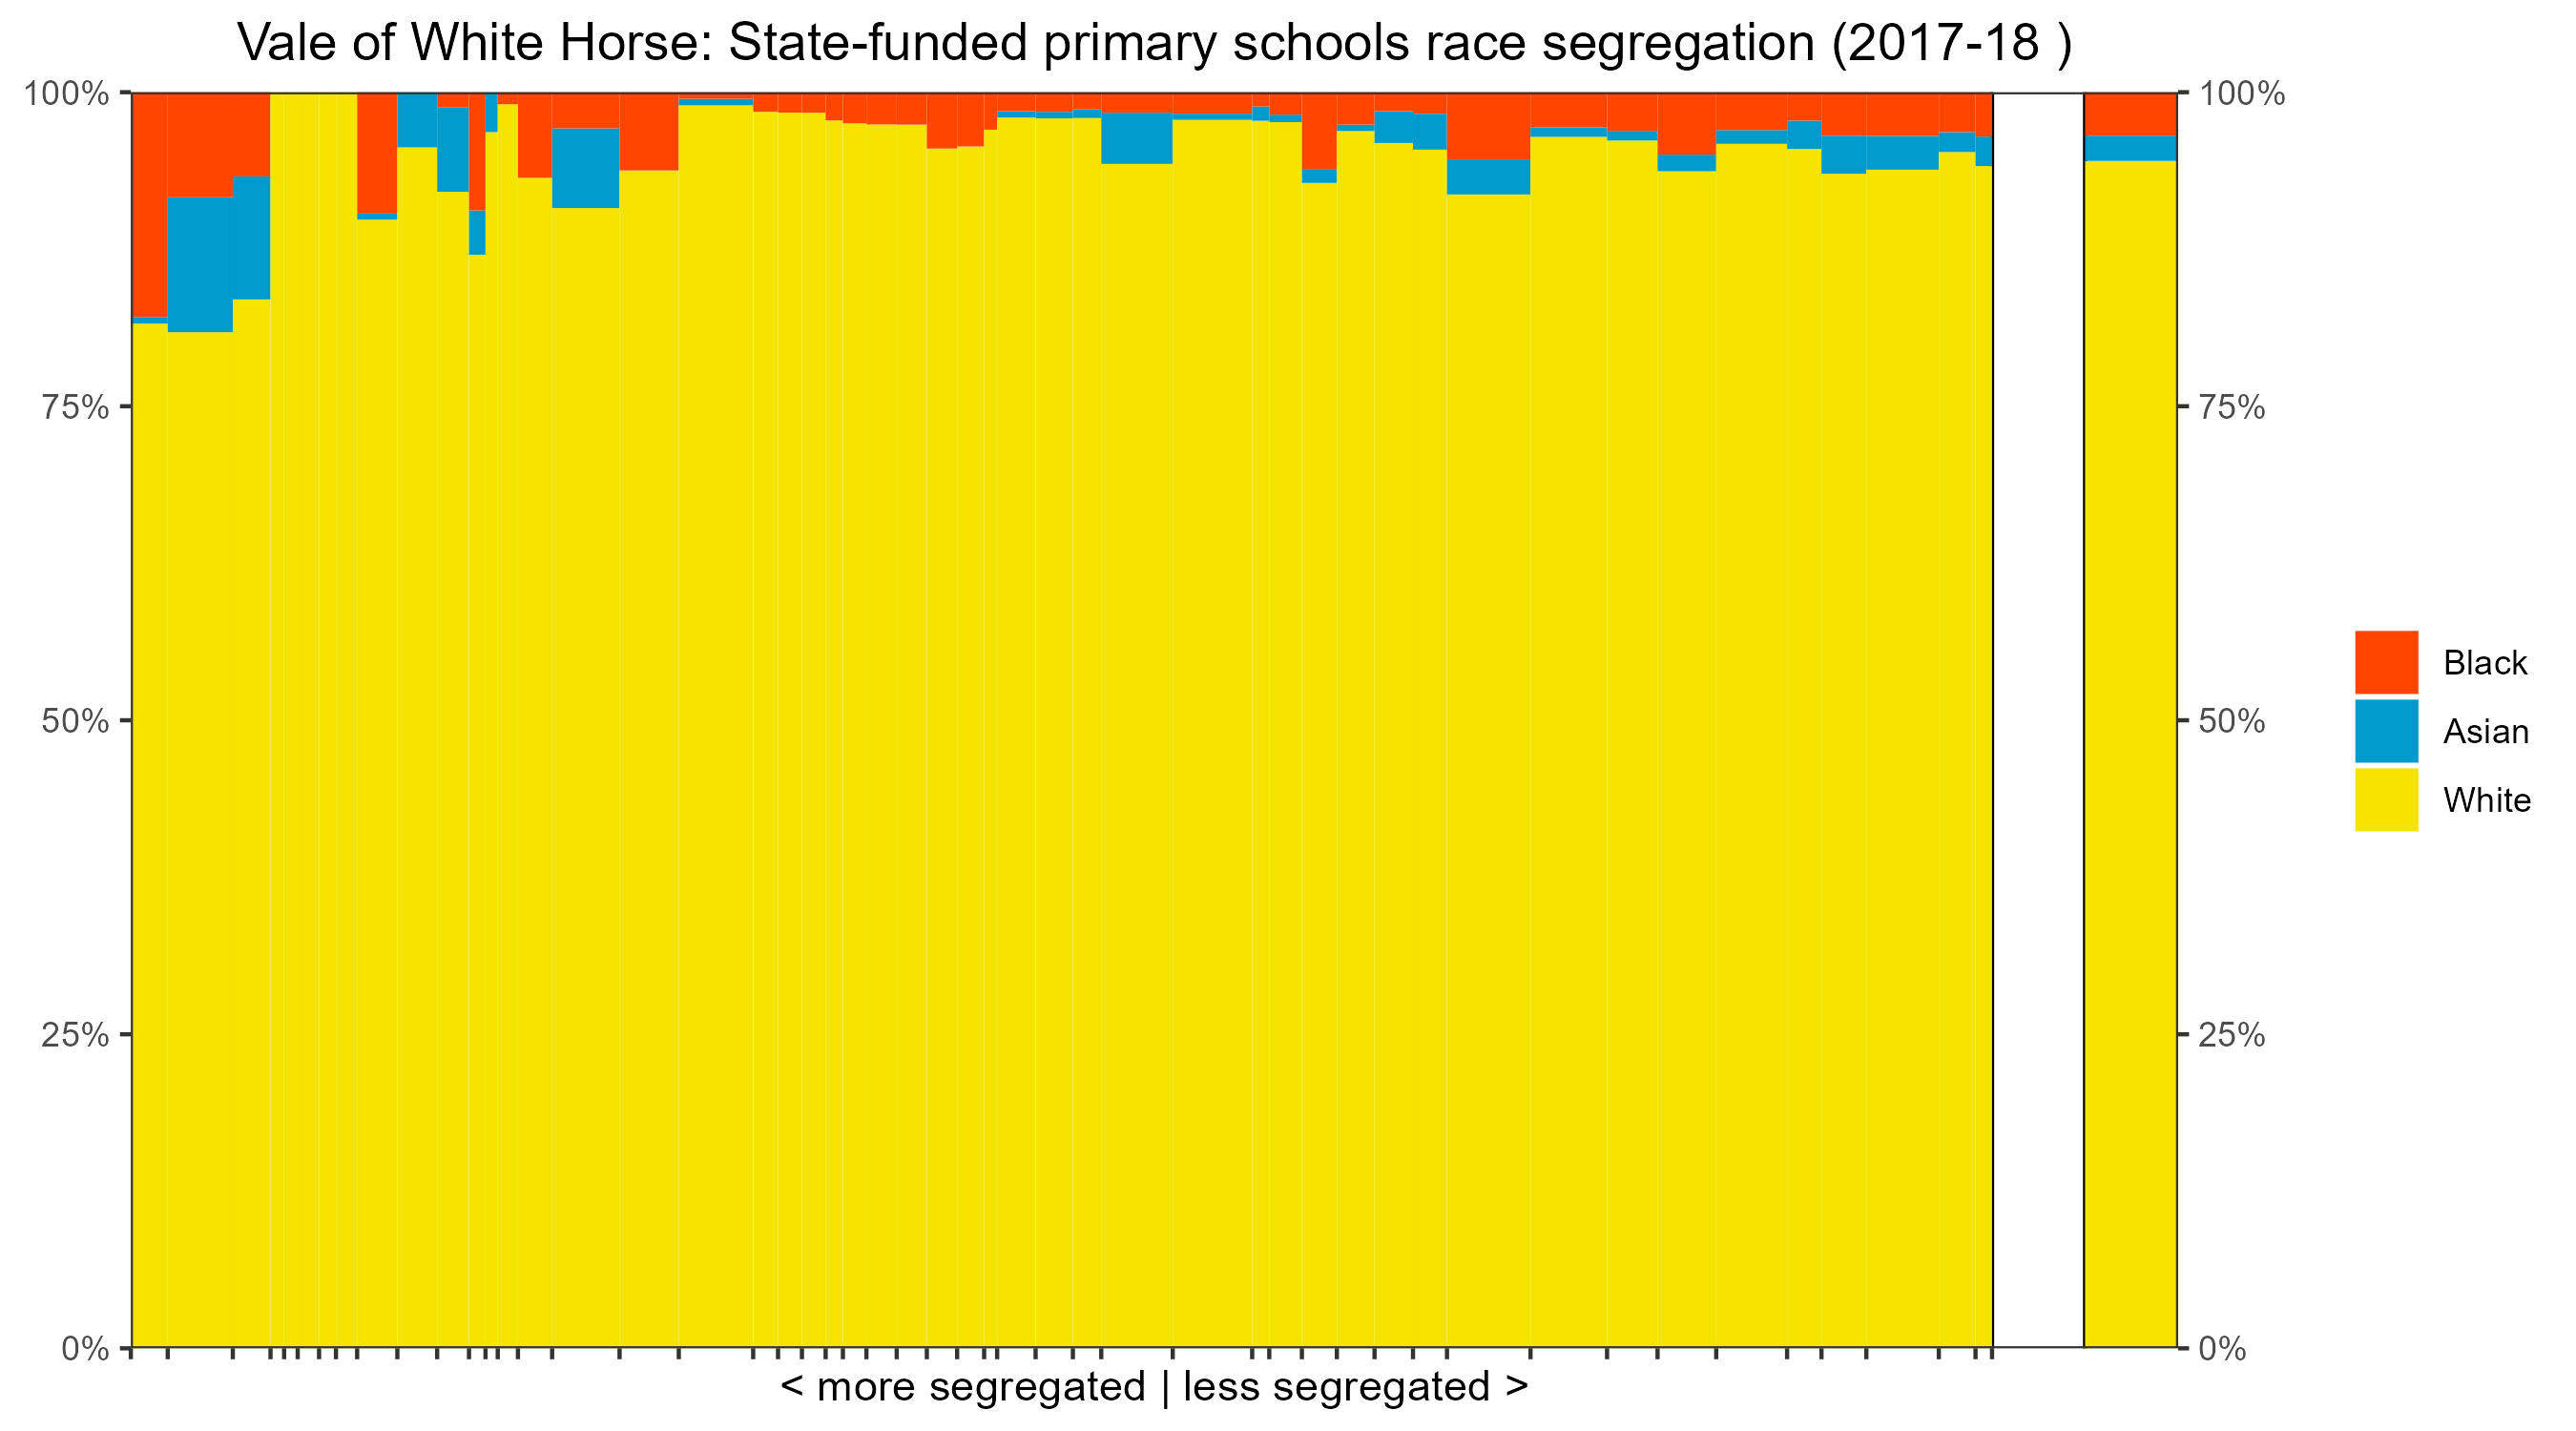 Vale of White Horse: State-funded primary schools race segregation (2017-18 )
100%
75%
50%
25%
0%
100%
75%
50%
25%
0%
Black
Asian
White
< more segregated | less segregated >